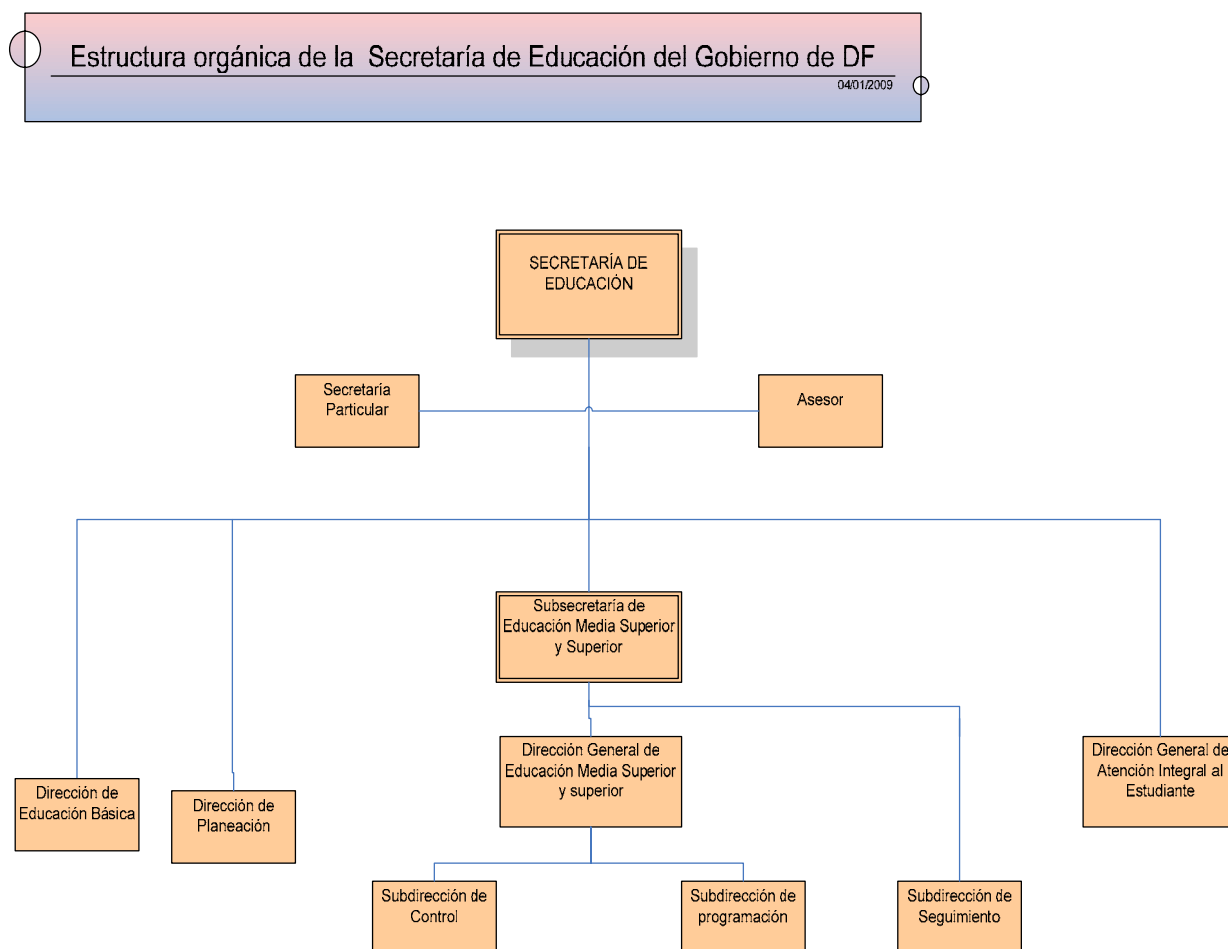 Estructura orgánica de la Secretaría de Educación del Gobierno de DF
04/01/2009
SECRETARÍA DE
EDUCACIÓN
Secretaría
Particular
Asesor
Subsecretaría de
Educación Media Superior
y Superior
Dirección General de
Educación Media Superior
y superior
Dirección General de
Atención Integral al
Estudiante
Dirección de
Educación Básica
Dirección de
Planeación
Subdirección de
Control
Subdirección de
programación
Subdirección de
Seguimiento